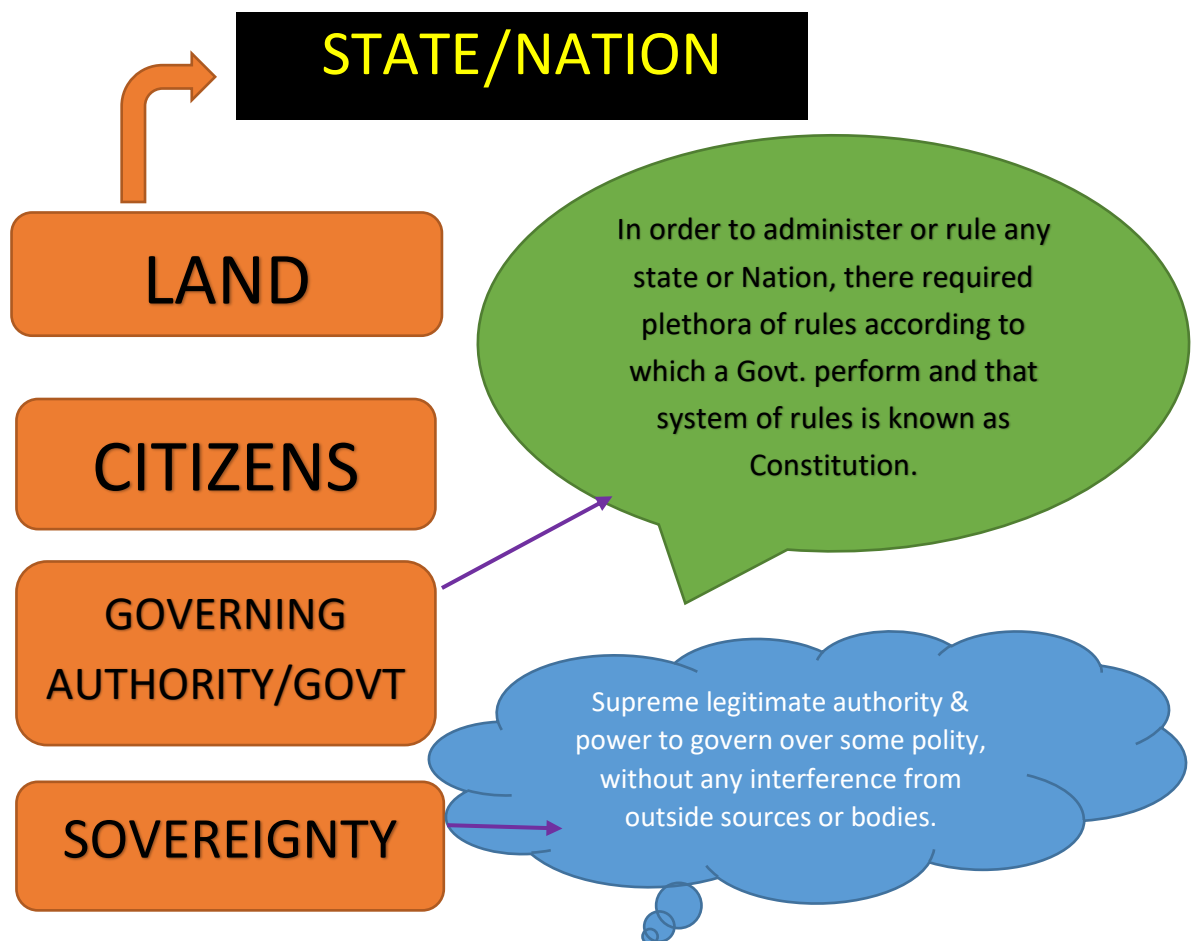 STATE/NATION
LAND
In order to administer or rule any
state or Nation, there required
plethora of rules according to
which a Govt. perform and that
system of rules is known as
Constitution.
CITIZENS
GOVERNING
AUTHORITY/GOVT
Supreme legitimate authority &
power to govern over some polity,
without any interference from
outside sources or bodies.
SOVEREIGNTY